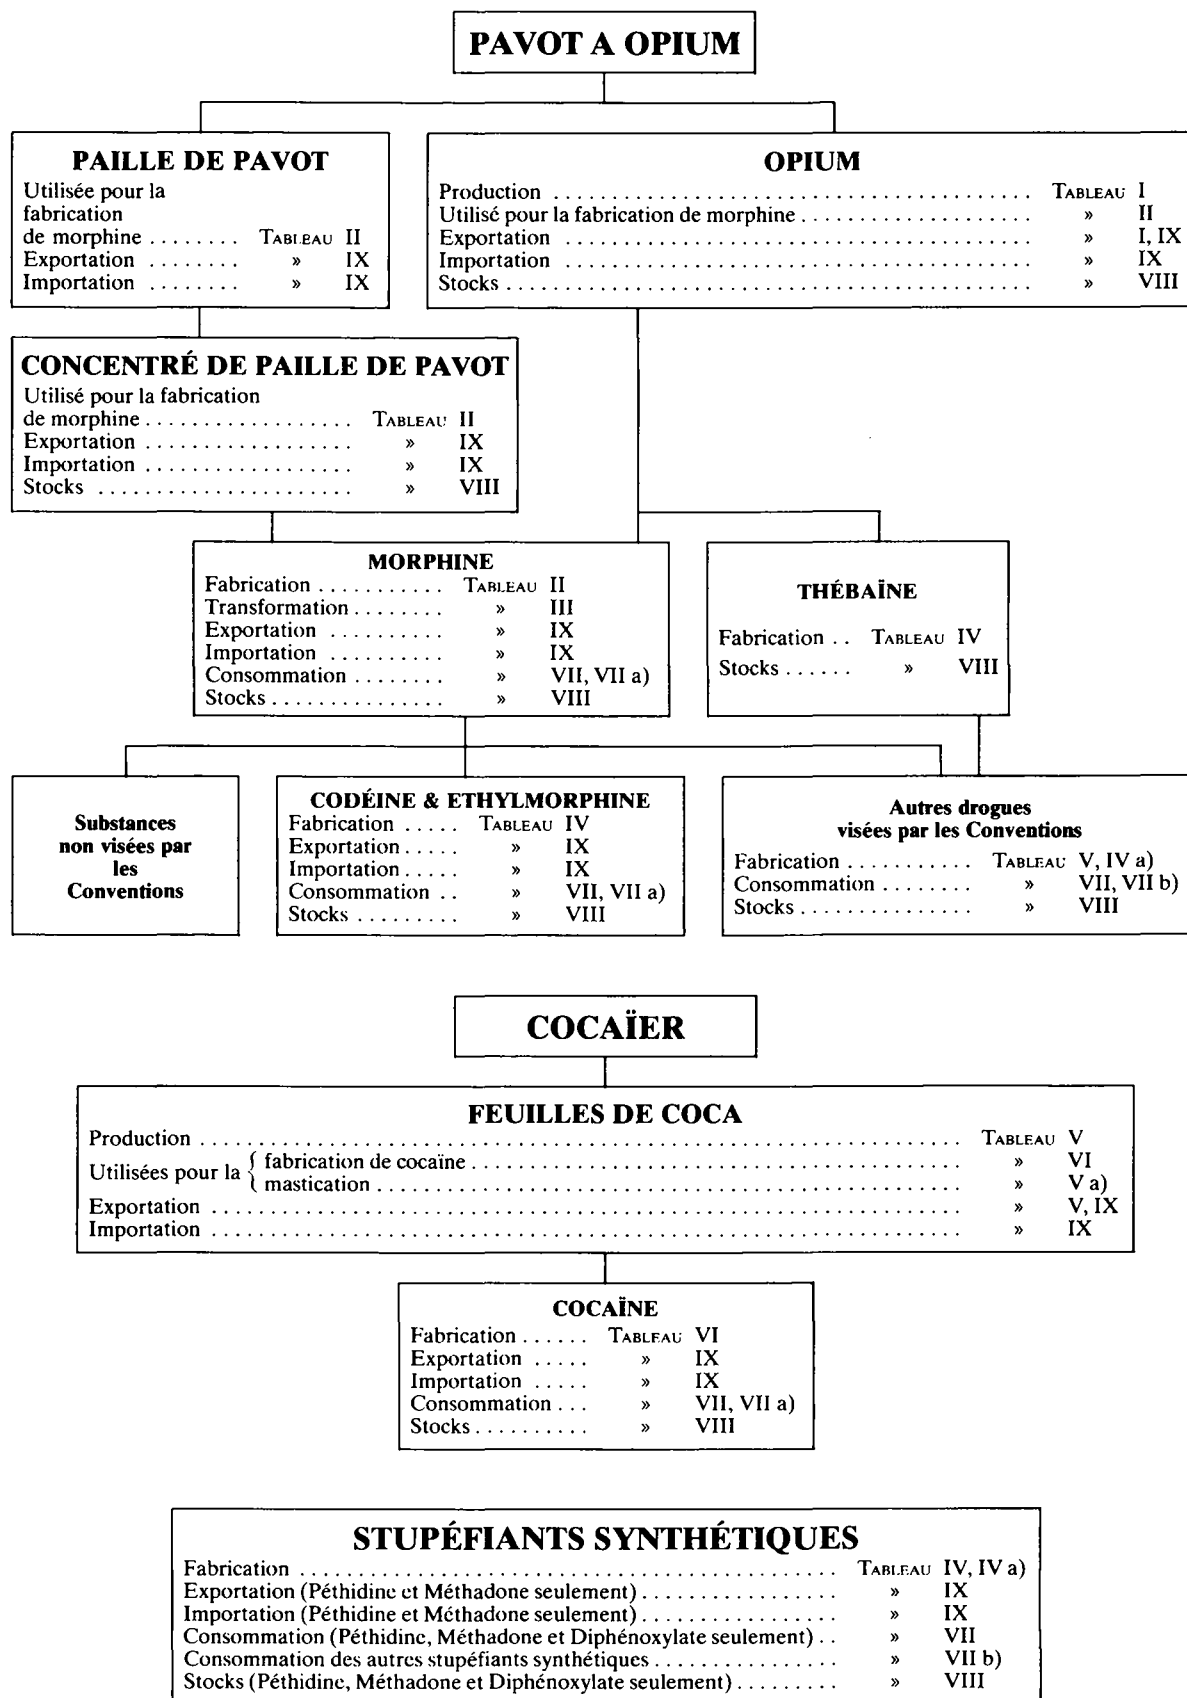 PAVOT A OPIUM
PAILLE DE PAVOT
Utilisée pour la
fabrication
de morphine ........ TABLEAU II
Exportation ........ » IX
Importation ........ » IX
OPIUM
Production ........ TABLEAU I
Utilisé pour la fabrication de morphine ........ » II
Exportation ........ » I, IX
Importation ........ » IX
Stocks ........ » VIII
CONCENTRÉ DE PAILLE DE PAVOT
Utilisé pour la fabrication
de morphine ........ TABLEAU II
Exportation ........ » IX
Importation ........ » IX
Stocks ........ » VIII
MORPHINE
Fabrication ........ TABLEAU II
Transformation ........ » III
Exportation ........ » IX
Importation ........ » IX
Consommation ........ » VII, VII a)
Stocks ........ » VIII
THÉBAÏNE
Fabrication .. TABLEAU IV
Stocks ...... » VIII
Substances
non visées par
les
Conventions
CODÉINE & ETHYLMORPHINE
Fabrication ..... TABLEAU IV
Exportation ..... » IX
Importation ..... » IX
Consommation .. » VII, VII a)
Stocks ......... » VIII
Autres drogues
visées par les Conventions
Fabrication ........... TABLEAU V, IV a)
Consommation ........ » VII, VII b)
Stocks ............... » VIII
COCAÏER
FEUILLES DE COCA
Production ........ TABLEAU V
Utilisées pour la { fabrication de cocaïne ........ » VI
mastication ........ » V a)
Exportation ........ » V, IX
Importation ........ » IX
COCAÏNE
Fabrication ...... TABLEAU VI
Exportation ..... » IX
Importation ..... » IX
Consommation ... » VII, VII a)
Stocks .......... » VIII
STUPÉFIANTS SYNTHÉTIQUES
Fabrication ........ TABLEAU IV, IV a)
Exportation (Péthidine et Méthadone seulement) ........ » IX
Importation (Péthidine et Méthadone seulement) ........ » IX
Consommation (Péthidine, Méthadone et Diphénoxylate seulement) .. » VII
Consommation des autres stupéfiants synthétiques ........ » VII b)
Stocks (Péthidine, Méthadone et Diphénoxylate seulement) ........ » VIII